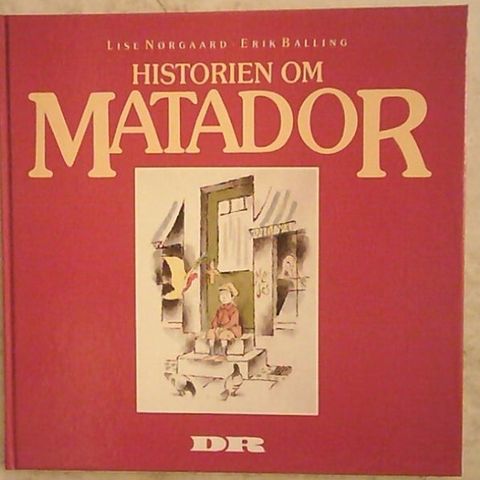 LISE NØRGAARD · ERIK BALLING
HISTORIEN OM
MATADOR
DR